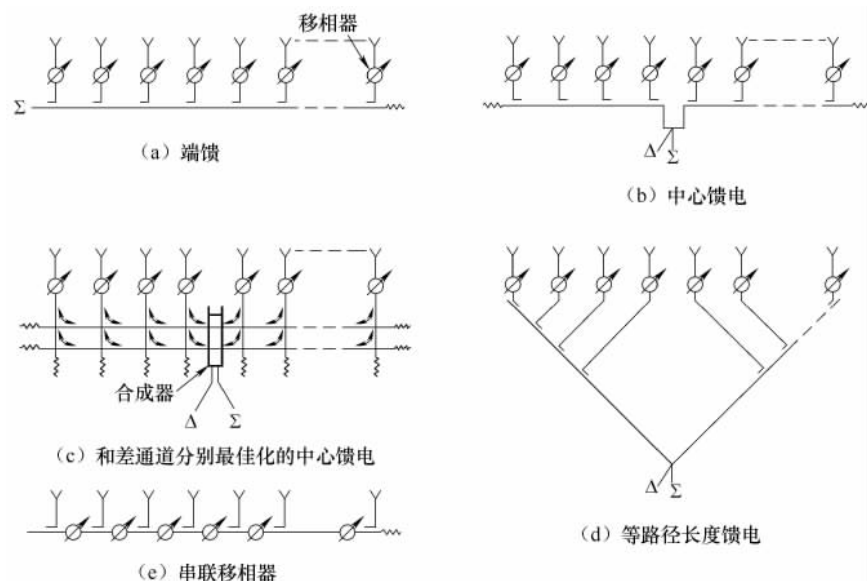 移相器
Σ
(a) 端馈
Δ
Σ
(b) 中心馈电
合成器
Δ Σ
(c) 和差通道分别最佳化的中心馈电
Δ
Σ
(d) 等路径长度馈电
(e) 串联移相器